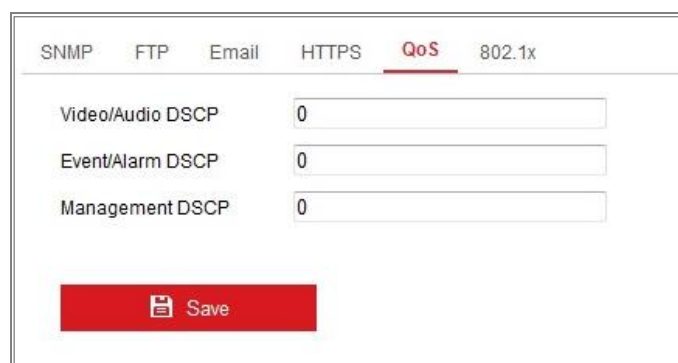 SNMP FTP Email HTTPS QoS 802.1x
Video/Audio DSCP 0
Event/Alarm DSCP 0
Management DSCP 0
Save